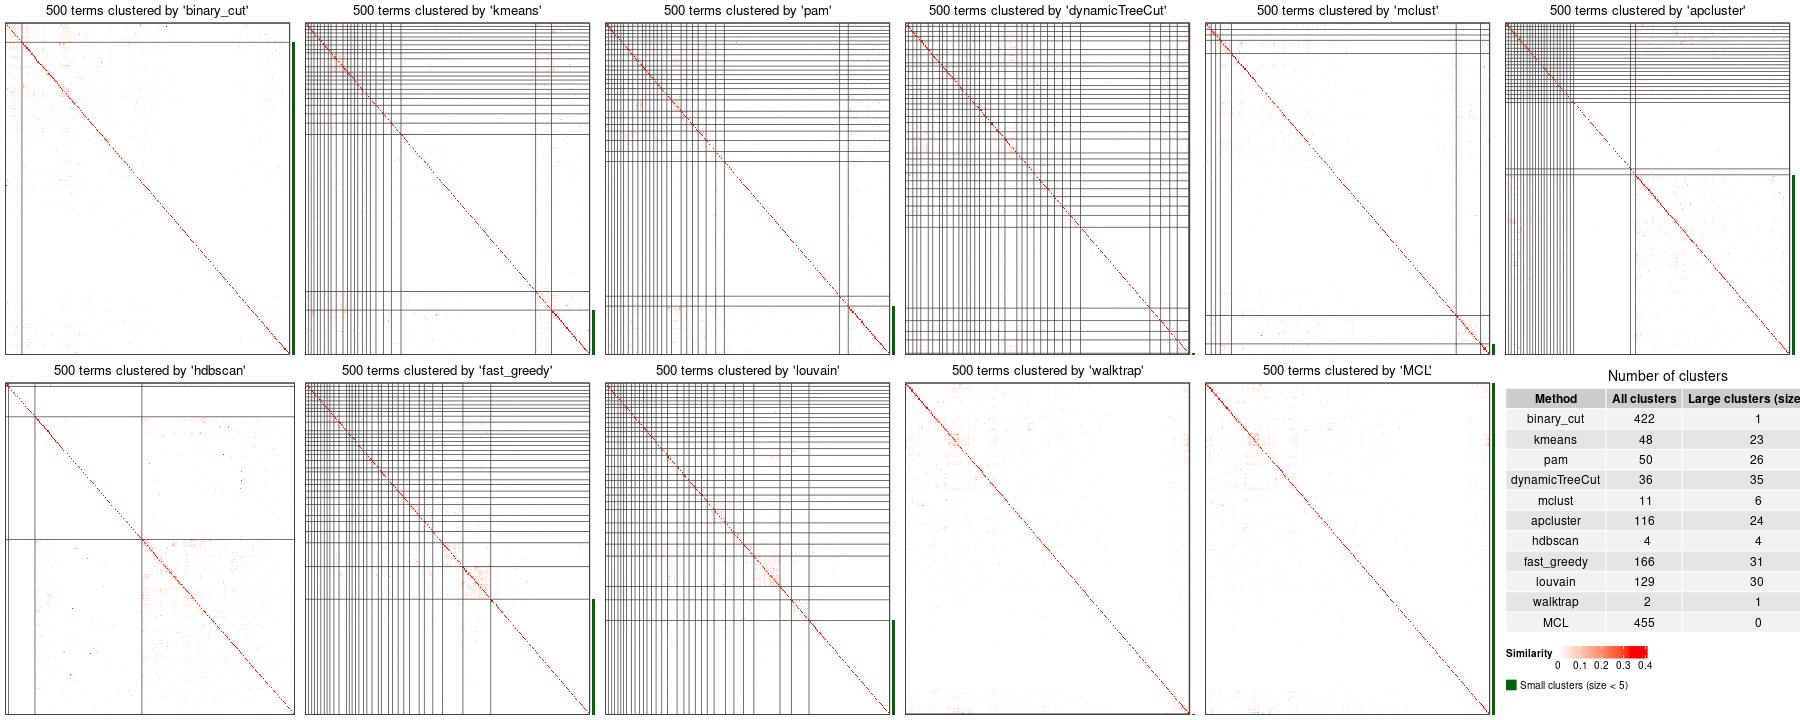 500 terms clustered by 'binary_cut'
500 terms clustered by 'kmeans'
500 terms clustered by 'pam'
500 terms clustered by 'dynamicTreeCut'
500 terms clustered by 'mclust'
500 terms clustered by 'apcluster'
500 terms clustered by 'hdbscan'
500 terms clustered by 'fast_greedy'
500 terms clustered by 'louvain'
500 terms clustered by 'walktrap'
500 terms clustered by 'MCL'
Number of clusters
Method All clusters Large clusters (size
binary_cut 422 1
kmeans 48 23
pam 50 26
dynamicTreeCut 36 35
mclust 11 6
apcluster 116 24
hdbscan 4 4
fast_greedy 166 31
louvain 129 30
walktrap 2 1
MCL 455 0
Similarity
0 0.1 0.2 0.3 0.4
Small clusters (size < 5)